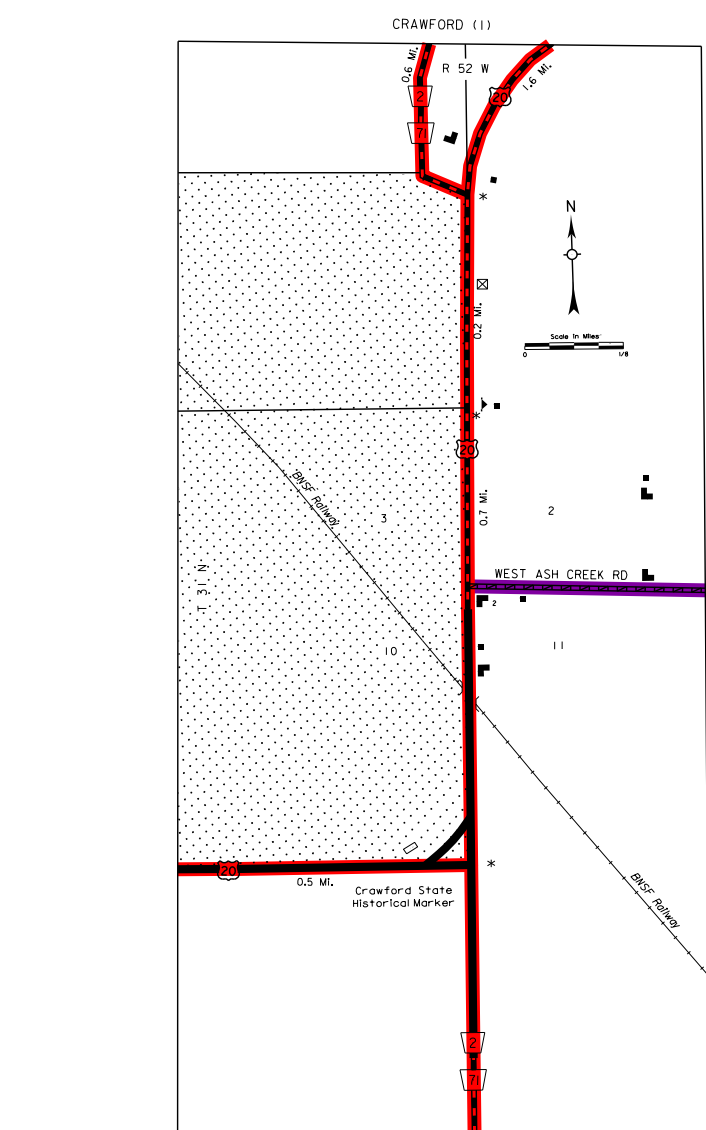 CRAWFORD (1)
0.6 Mi.
R 52 W
1.6 Mi.
2
20
71
N
0.2 Mi.
Scale in Miles
0
1/8
20
BNSF Railway
0.7 Mi.
3
2
T 31 N
WEST ASH CREEK RD
2
10
11
20
0.5 Mi.
Crawford State
Historical Marker
BNSF Railway
2
71